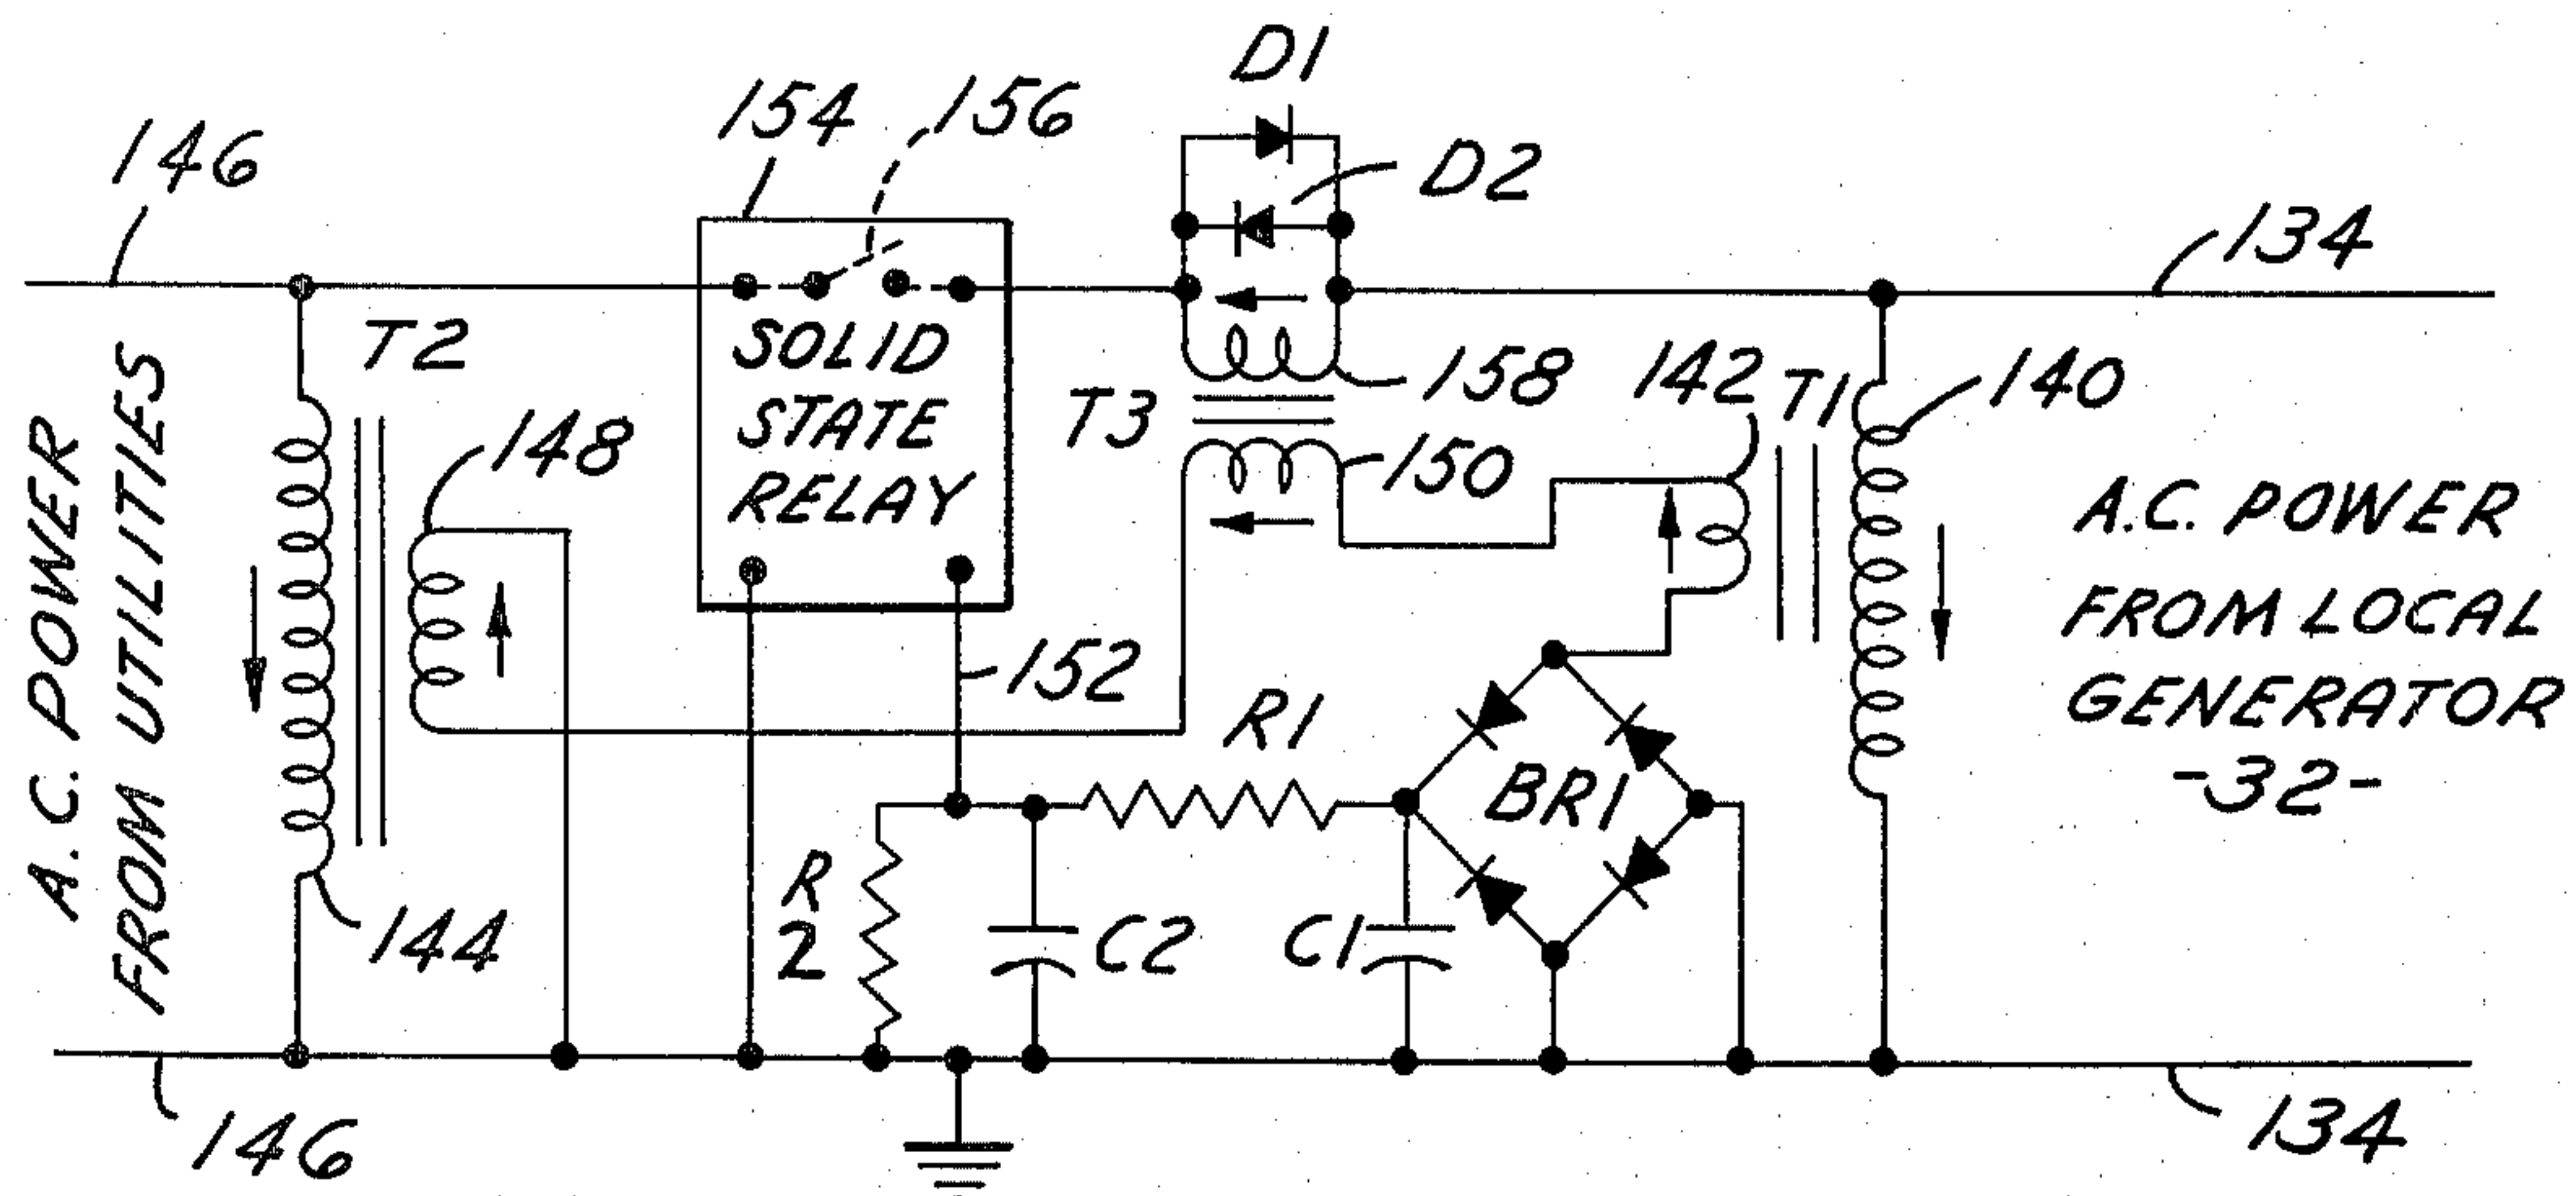 D1
154
156
146
D2
134
T2
SOLID
STATE
RELAY
158
142
T1
140
T3
148
150
A.C. POWER
FROM UTILITIES
A.C. POWER
FROM LOCAL
GENERATOR
-32-
152
R1
BR1
R
2
C2
C1
144
146
134